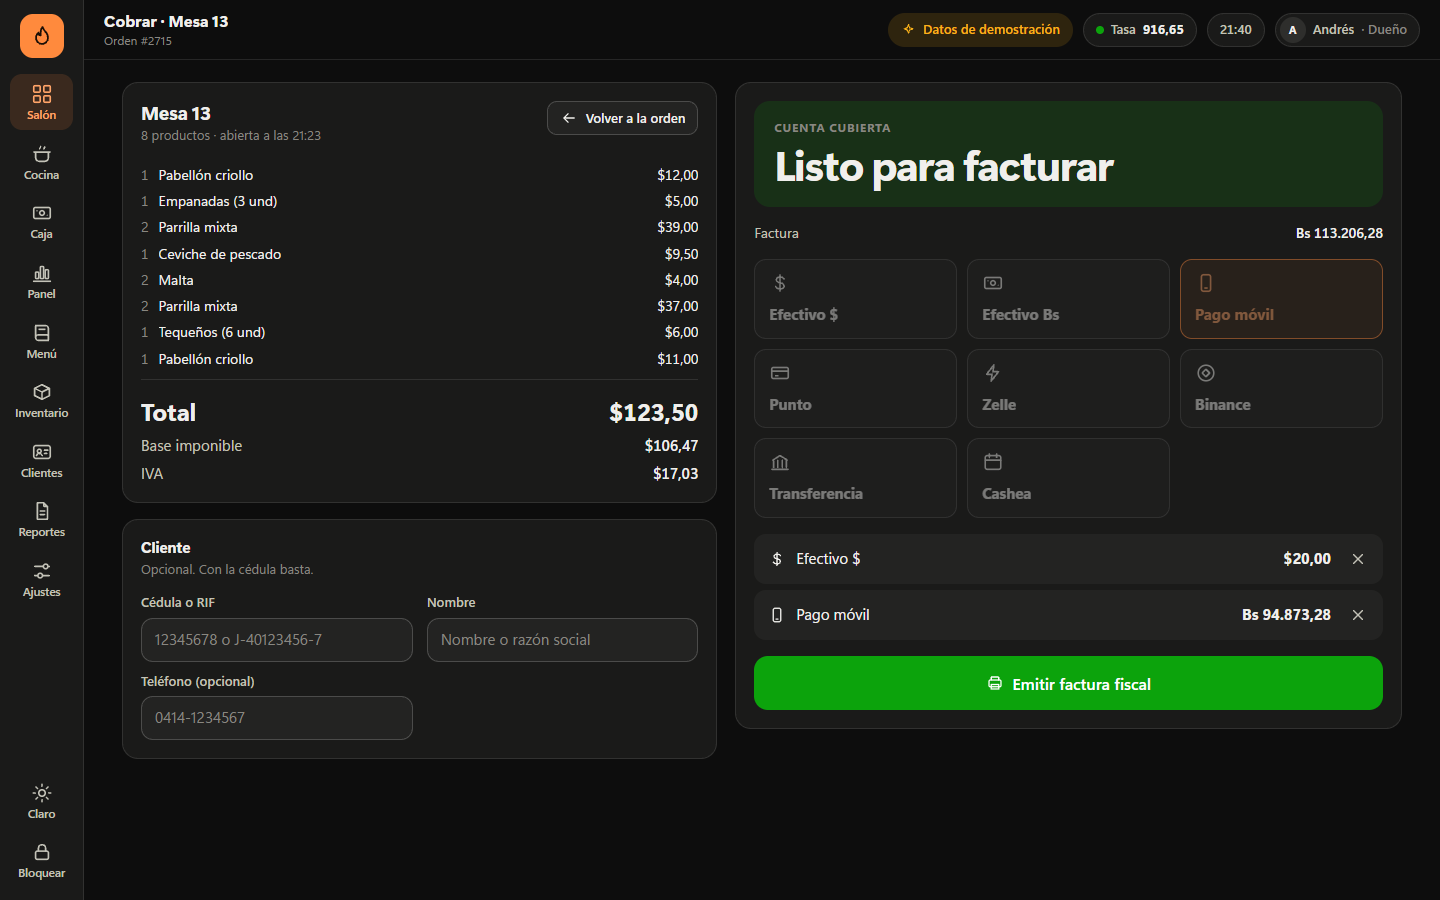 Cobrar · Mesa 13
Orden #2715
Datos de demostración
Tasa 916,65
21:40
A Andrés · Dueño
Salón
Cocina
Caja
Panel
Menú
Inventario
Clientes
Reportes
Ajustes
Claro
Bloquear
Mesa 13
8 productos · abierta a las 21:23
Volver a la orden
1 Pabellón criollo $12,00
1 Empanadas (3 und) $5,00
2 Parrilla mixta $39,00
1 Ceviche de pescado $9,50
2 Malta $4,00
2 Parrilla mixta $37,00
1 Tequeños (6 und) $6,00
1 Pabellón criollo $11,00
Total $123,50
Base imponible $106,47
IVA $17,03
Cliente
Opcional. Con la cédula basta.
Cédula o RIF
12345678 o J-40123456-7
Nombre
Nombre o razón social
Teléfono (opcional)
0414-1234567
CUENTA CUBIERTA
Listo para facturar
Factura Bs 113.206,28
Efectivo $
Efectivo Bs
Pago móvil
Punto
Zelle
Binance
Transferencia
Cashea
Efectivo $ $20,00
Pago móvil Bs 94.873,28
Emitir factura fiscal